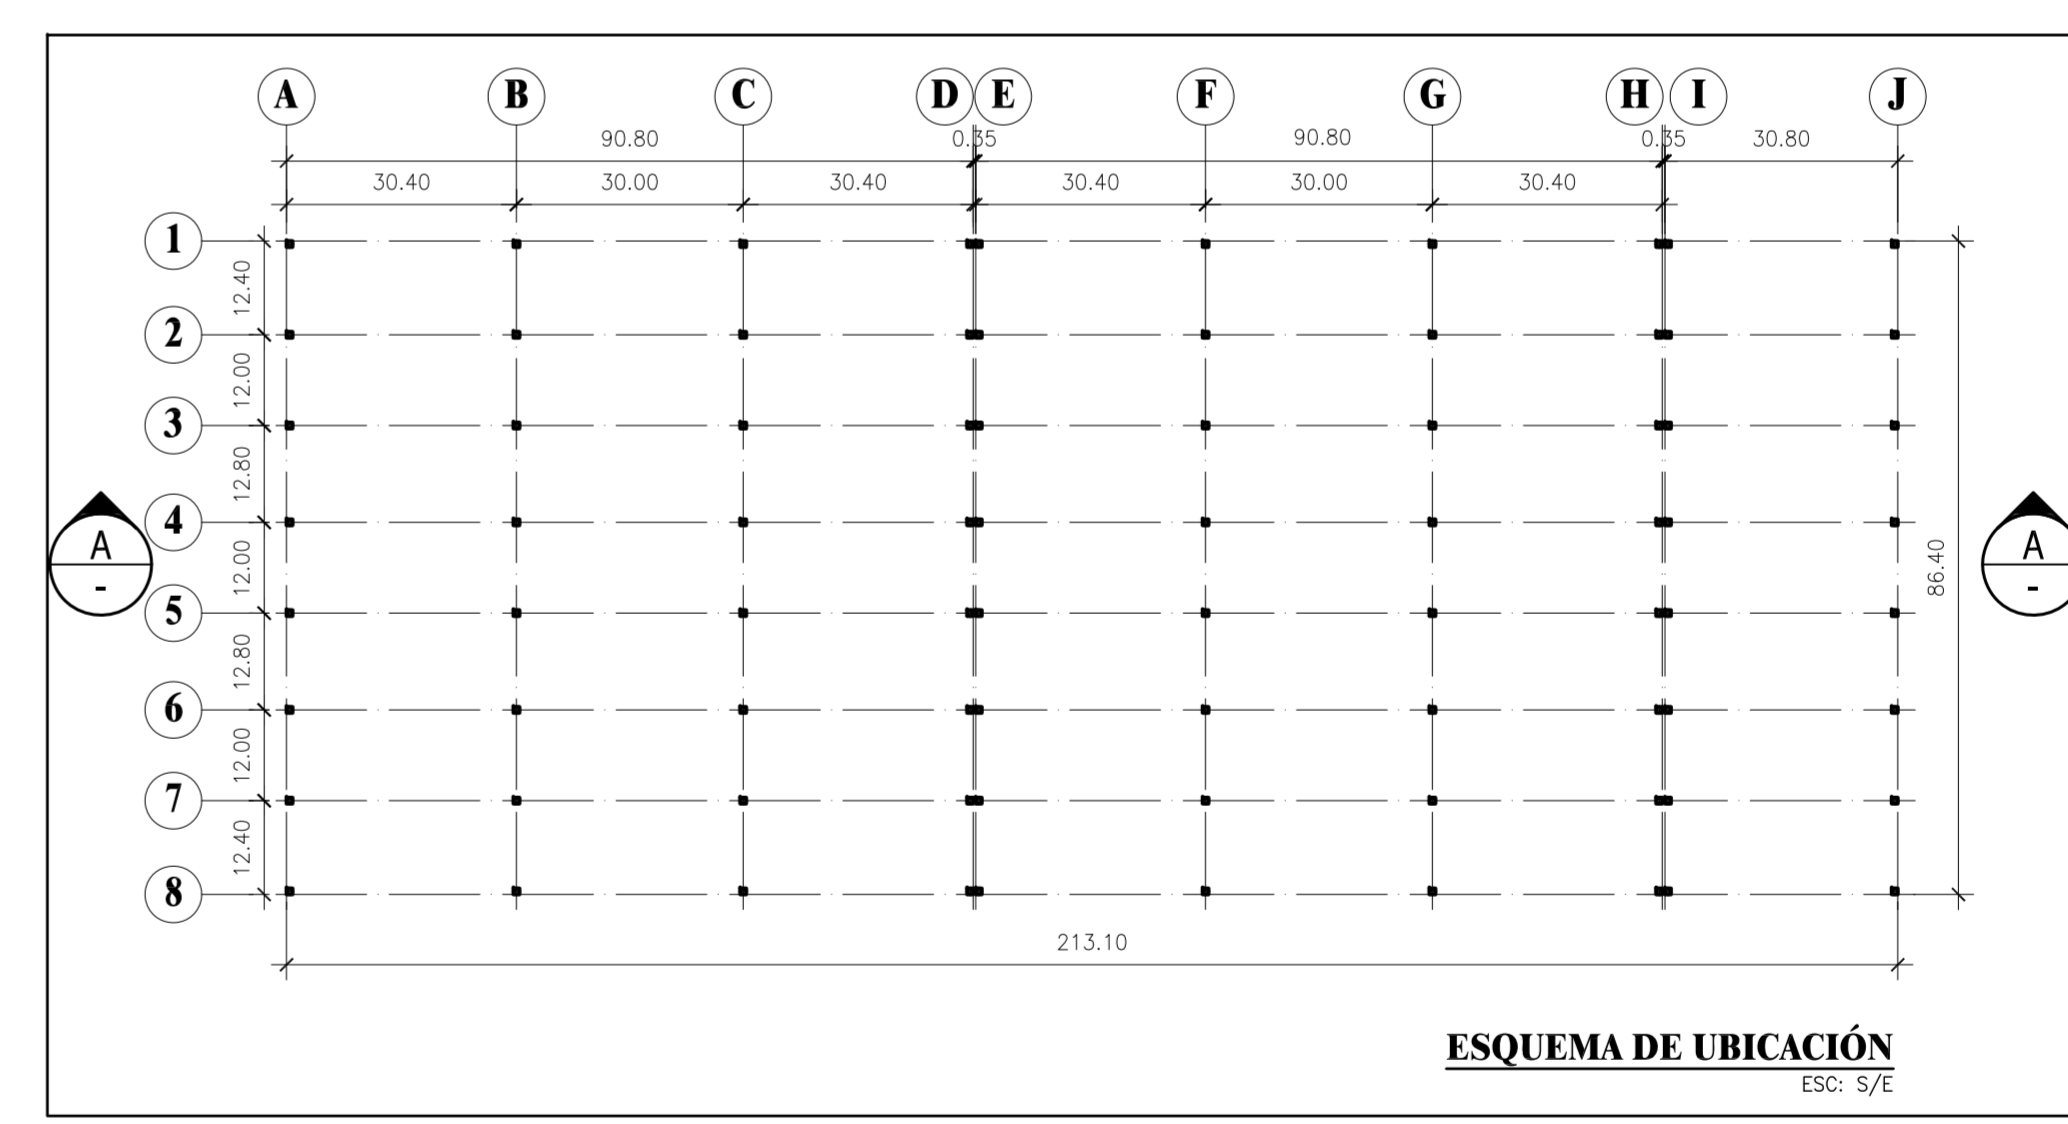 A B C D E F G H I J
90.80 0.35 90.80 0.35 30.80
30.40 30.00 30.40 30.40 30.00 30.40
1
12.40
2
12.00
3
12.80
4
A
-
12.00
86.40
A
-
5
12.80
6
12.00
7
12.40
8
213.10
ESQUEMA DE UBICACIÓN
ESC: S/E